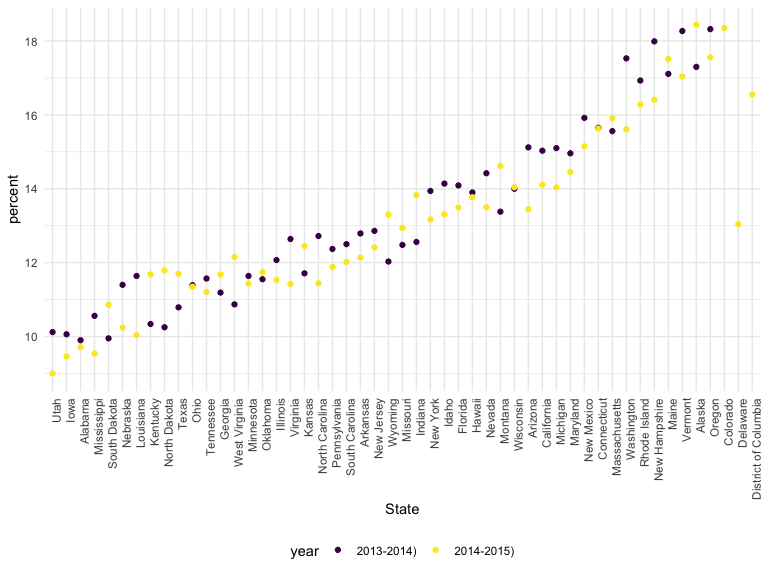 percent
18
16
14
12
10
Utah
Iowa
Alabama
Mississippi
South Dakota
Nebraska
Louisiana
Kentucky
North Dakota
Texas
Ohio
Tennessee
Georgia
West Virginia
Minnesota
Oklahoma
Illinois
Virginia
Kansas
North Carolina
Pennsylvania
South Carolina
Arkansas
New Jersey
Wyoming
Missouri
Indiana
New York
Idaho
Florida
Hawaii
Nevada
Montana
Wisconsin
Arizona
California
Michigan
Maryland
New Mexico
Connecticut
Massachusetts
Washington
Rhode Island
New Hampshire
Maine
Vermont
Alaska
Oregon
Colorado
Delaware
District of Columbia
State
year 2013-2014) 2014-2015)